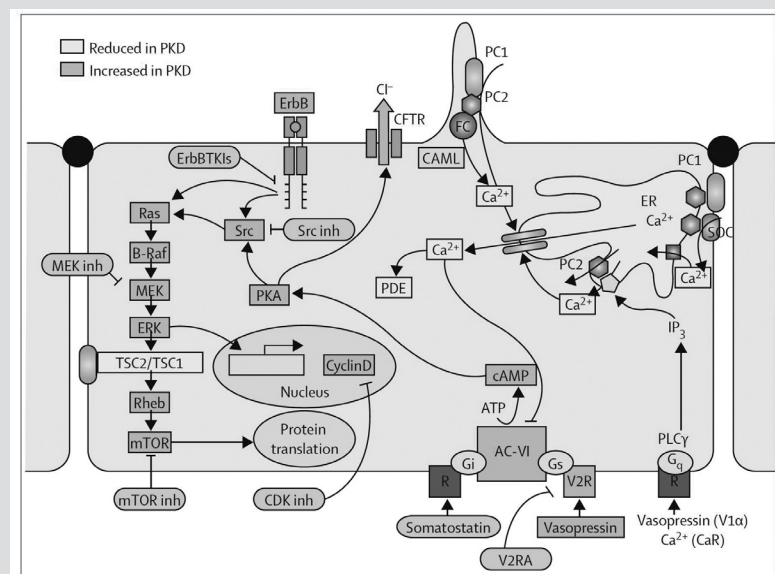 Reduced in PKD
Increased in PKD
ErbB
Cl−
CFTR
PC1
PC2
FC
CAML
Ca2+
ErbBTKIs
Ras
Src
Src inh
B-Raf
MEK inh
MEK
PKA
ERK
TSC2/TSC1
Rheb
mTOR
mTOR inh
CyclinD
Nucleus
Protein
translation
CDK inh
Ca2+
PDE
ER
Ca2+
PC1
SOC
Ca2+
PC2
Ca2+
IP3
PLCγ
Gq
R
Vasopressin (V1α)
Ca2+ (CaR)
cAMP
ATP
AC-VI
Gi
Gs
R
V2R
Somatostatin
Vasopressin
V2RA